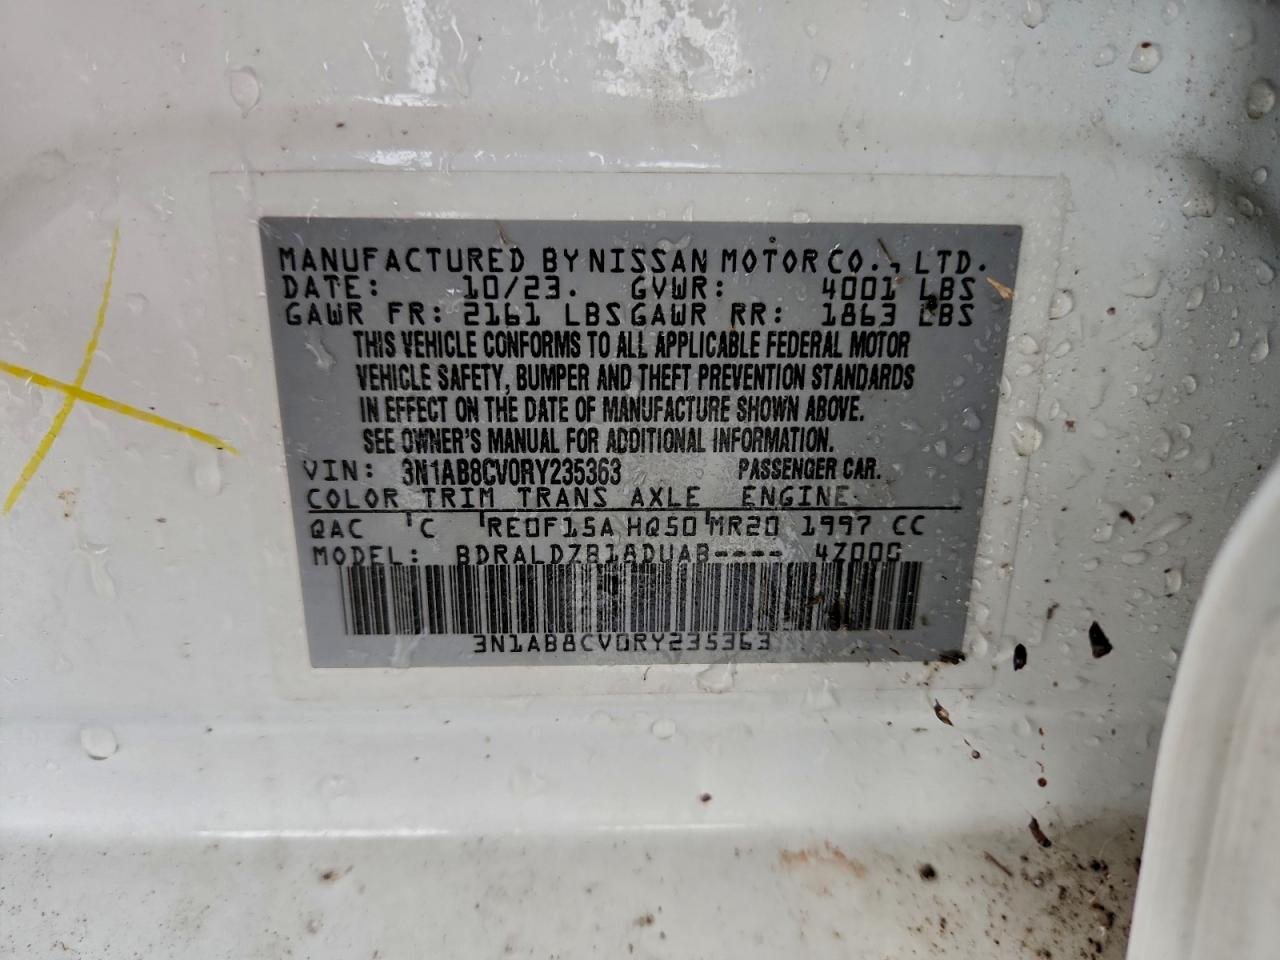 MANUFACTURED BY NISSAN MOTOR CO., LTD.
DATE: 10/23. GVWR: 4001 LBS
GAWR FR: 2161 LBS GAWR RR: 1863 LBS
THIS VEHICLE CONFORMS TO ALL APPLICABLE FEDERAL MOTOR
VEHICLE SAFETY, BUMPER AND THEFT PREVENTION STANDARDS
IN EFFECT ON THE DATE OF MANUFACTURE SHOWN ABOVE.
SEE OWNER'S MANUAL FOR ADDITIONAL INFORMATION.
VIN: 3N1AB8CV0RY235363 PASSENGER CAR.
COLOR TRIM TRANS AXLE ENGINE
QAC 'C 'RE0F15A HQ50'MR20 1997 CC
MODEL: BDRALDZB18DUAB---- 4Z00G
3N1AB8CV0RY235363